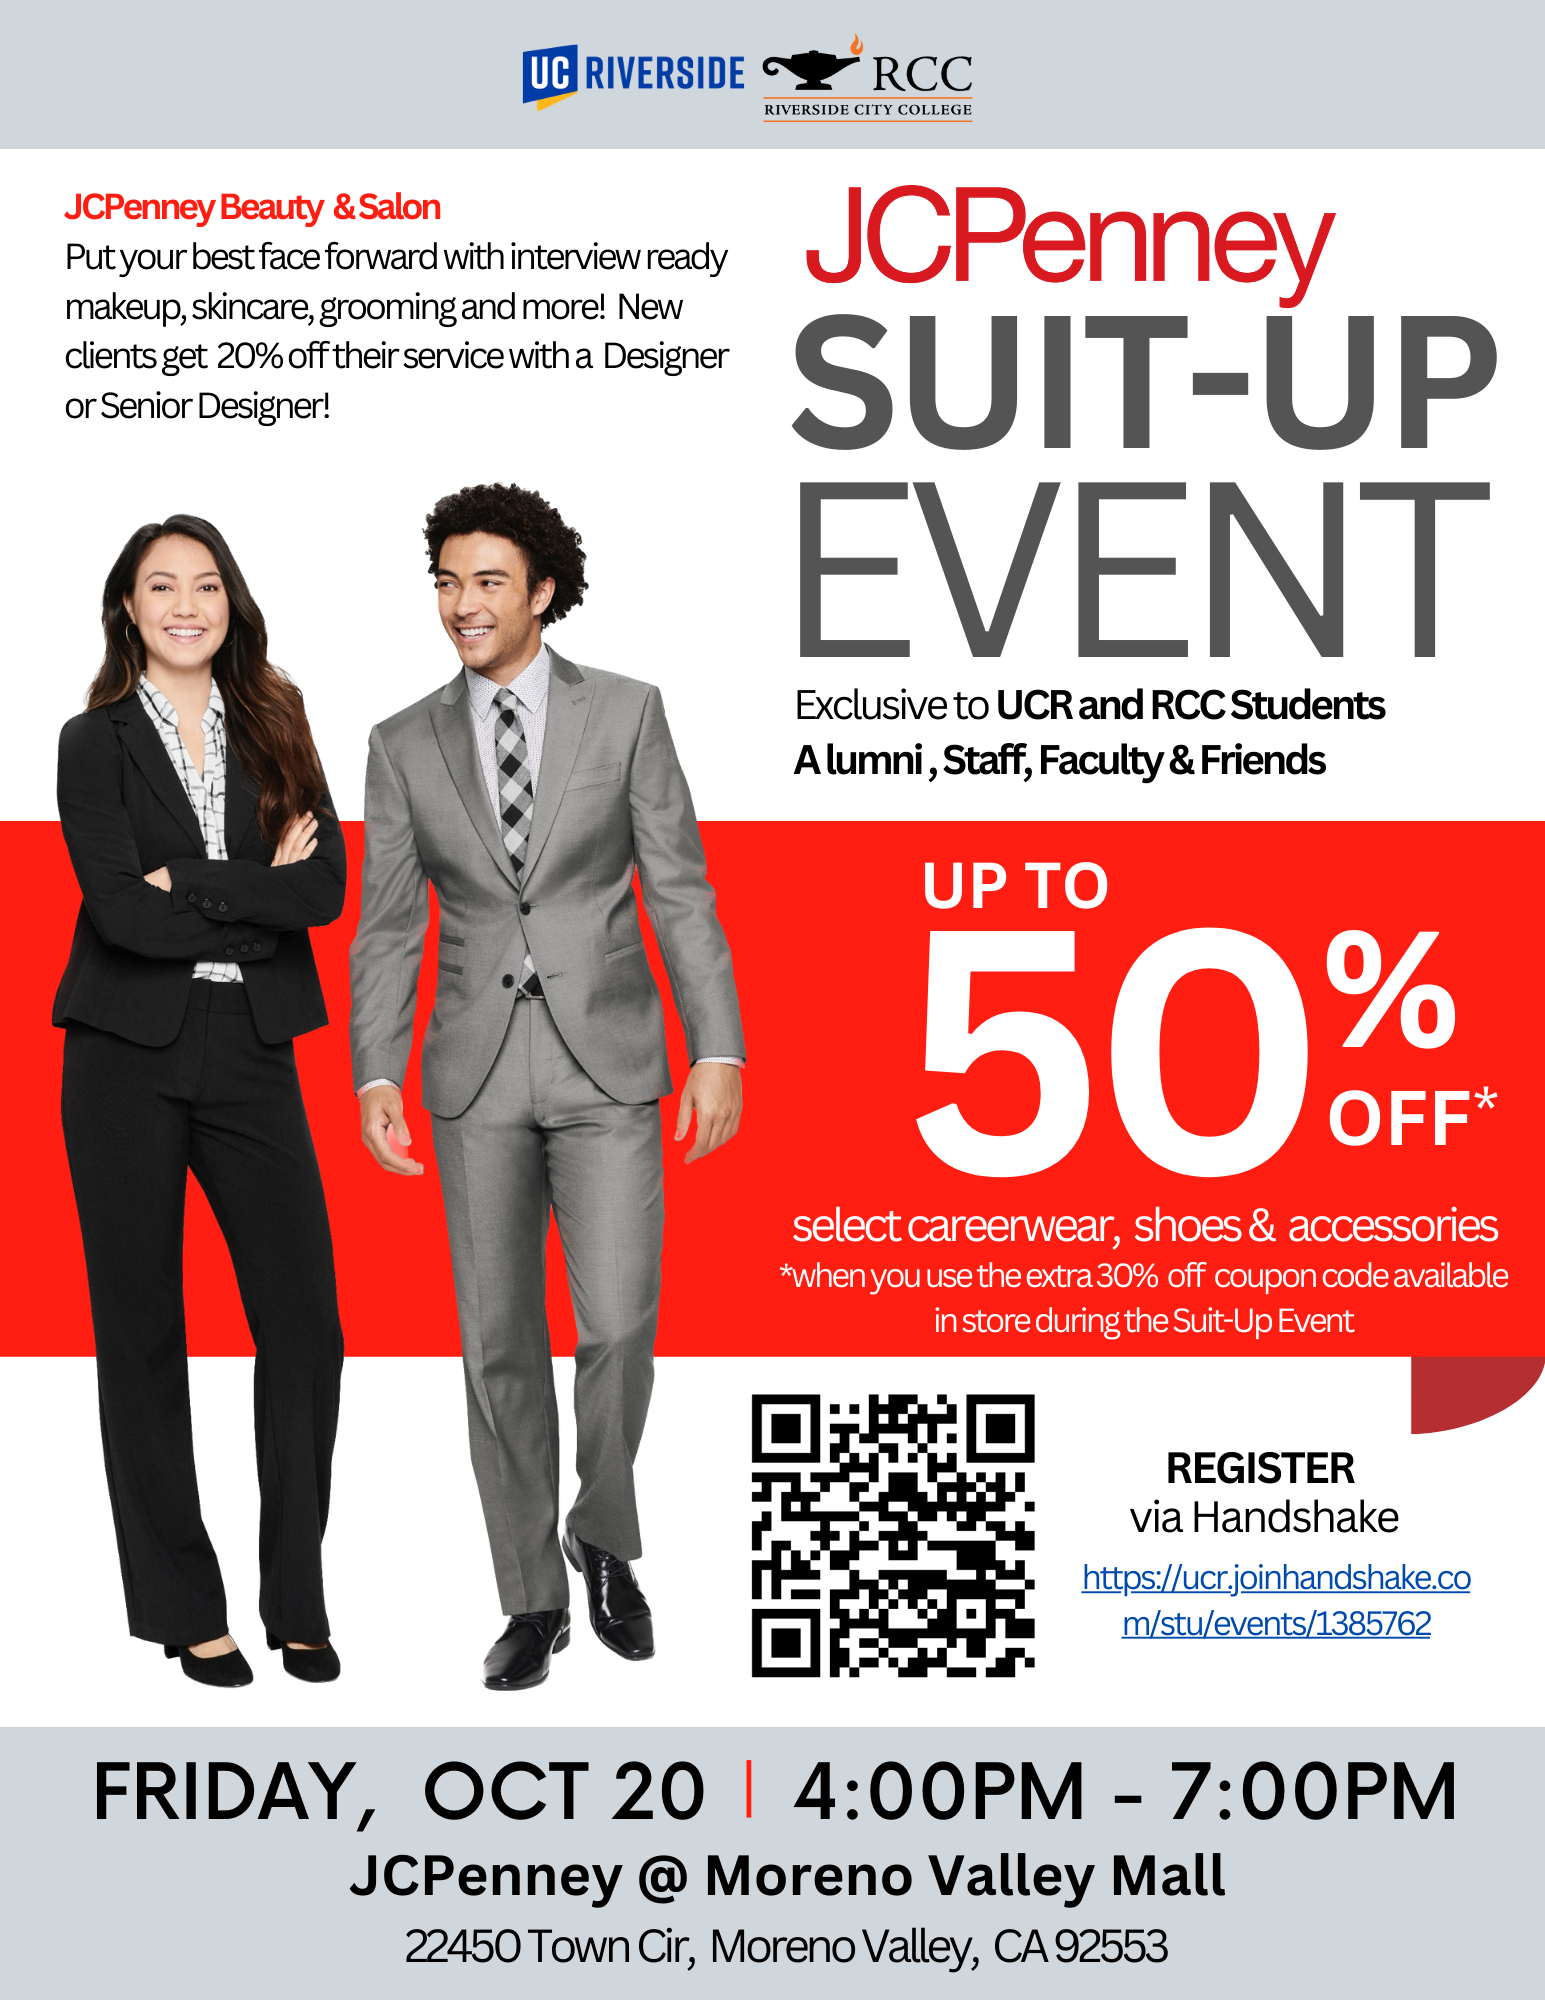 UC RIVERSIDE
RCC
RIVERSIDE CITY COLLEGE
JCPenney Beauty & Salon
Put your best face forward with interview ready
makeup, skincare, grooming and more! New
clients get 20% off their service with a Designer
or Senior Designer!
JCPenney
SUIT-UP
EVENT
Exclusive to UCR and RCC Students
A lumni , Staff, Faculty & Friends
UP TO
50%
OFF*
select careerwear, shoes & accessories
*when you use the extra 30% off coupon code available
in store during the Suit-Up Event
REGISTER
via Handshake
https://ucr.joinhandshake.co
m/stu/events/1385762
FRIDAY, OCT 20 | 4:00PM - 7:00PM
JCPenney @ Moreno Valley Mall
22450 Town Cir, Moreno Valley, CA 92553